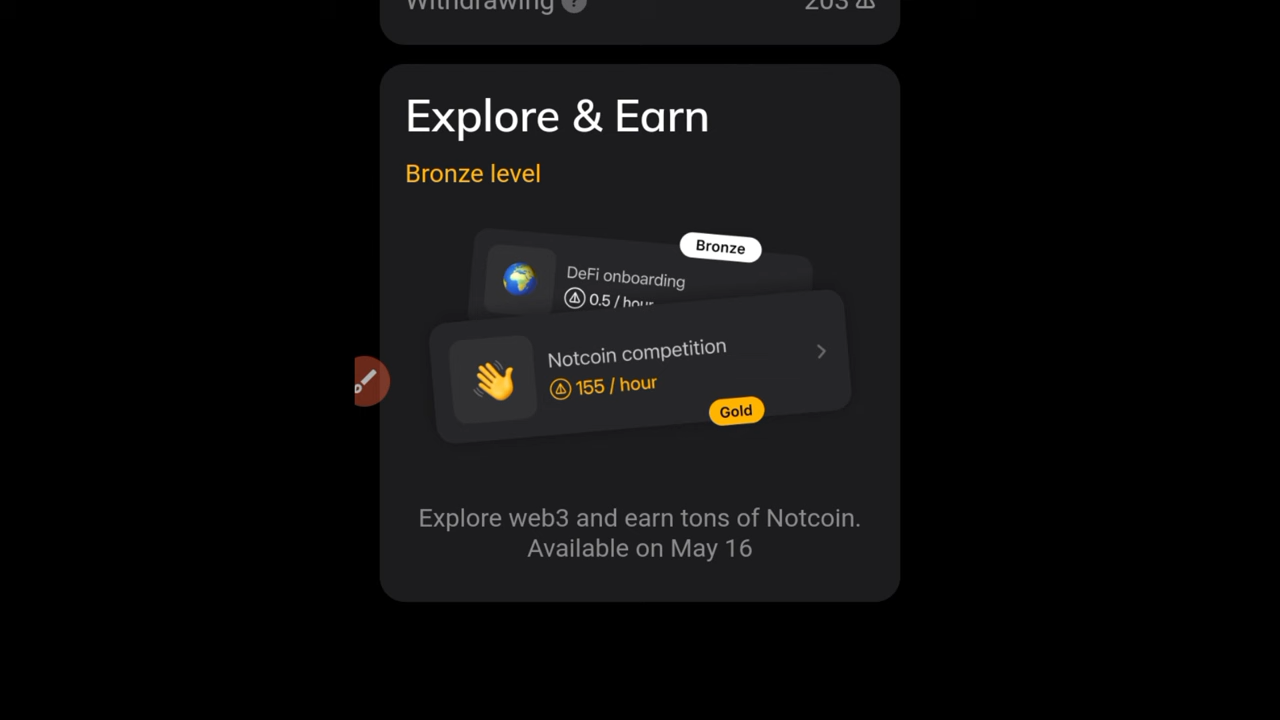 Withdrawing ? 203
Explore & Earn
Bronze level
Bronze
DeFi onboarding
0.5 / hour
Notcoin competition
155 / hour
Gold
Explore web3 and earn tons of Notcoin.
Available on May 16